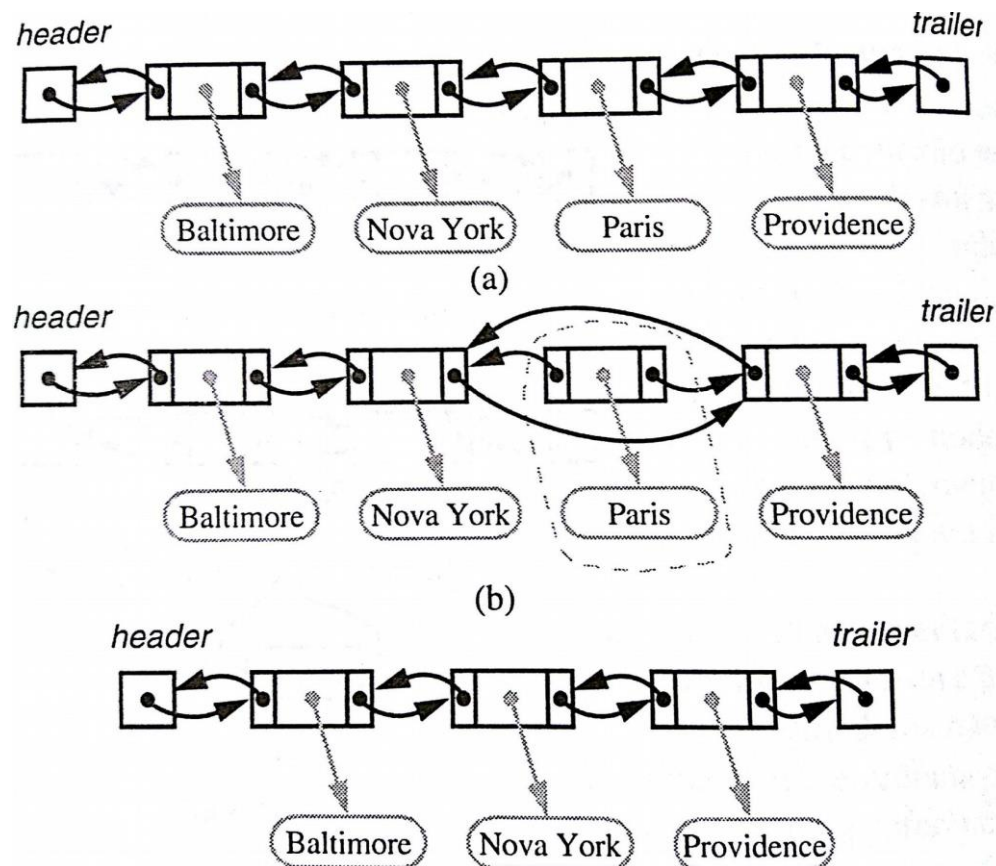 header trailer
Baltimore Nova York Paris Providence
(a)
header trailer
Baltimore Nova York Paris Providence
(b)
header trailer
Baltimore Nova York Providence